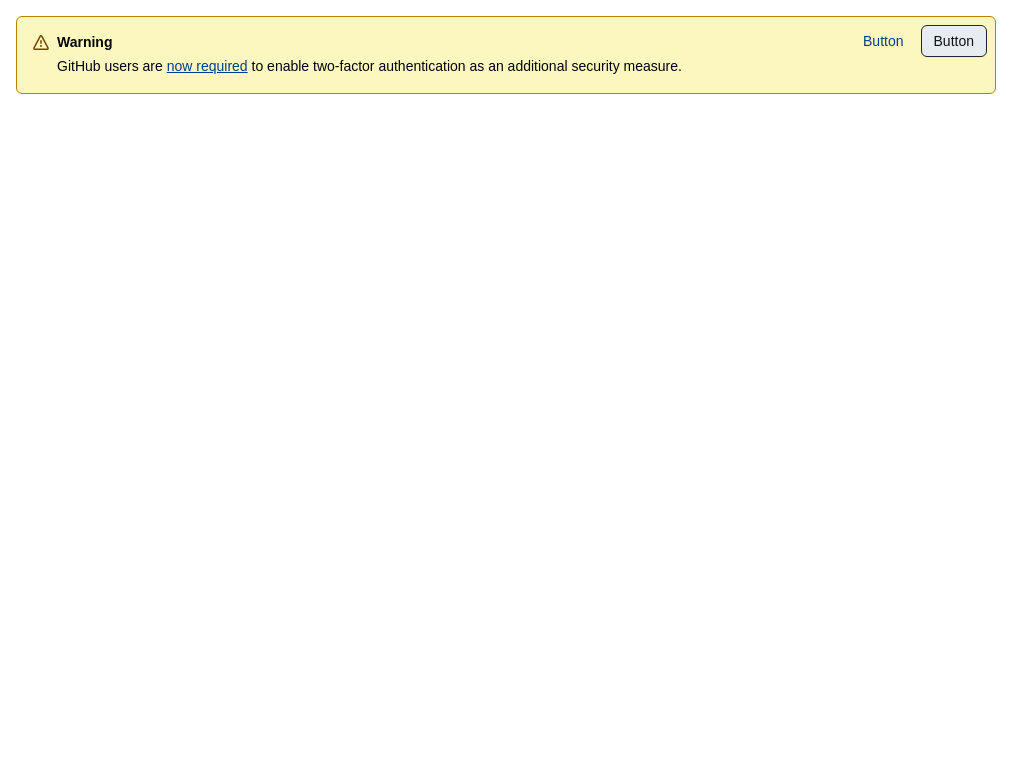 Warning
Button
Button
GitHub users are now required to enable two-factor authentication as an additional security measure.